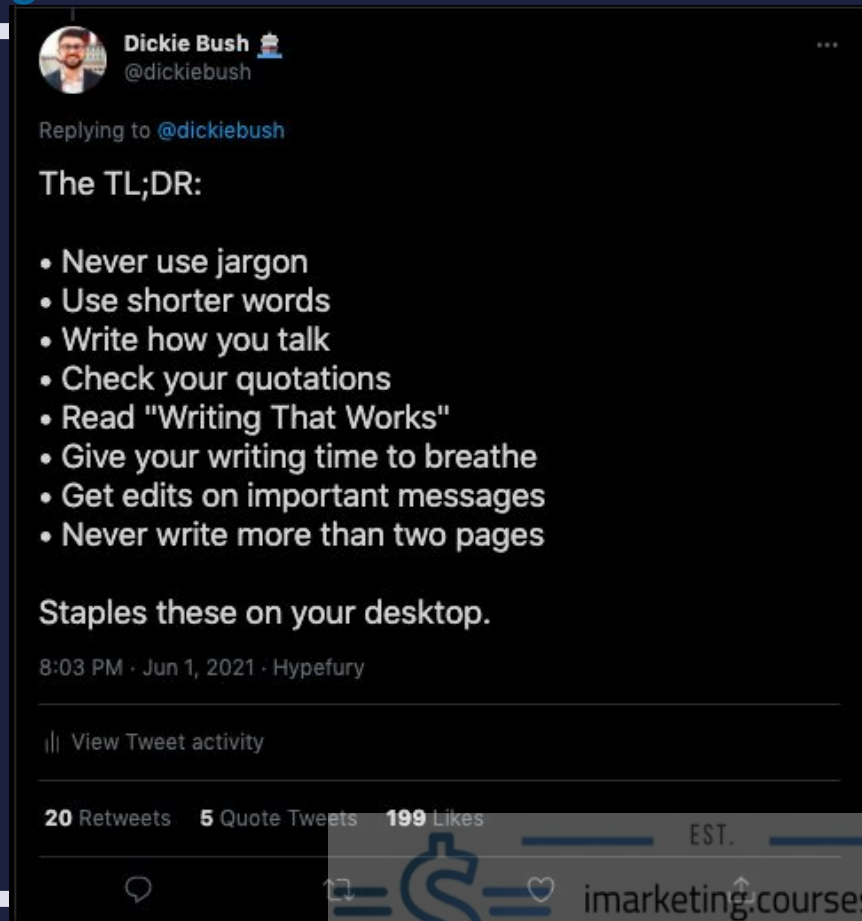 Dickie Bush
@dickiebush
Replying to @dickiebush
The TL;DR:
• Never use jargon
• Use shorter words
• Write how you talk
• Check your quotations
• Read "Writing That Works"
• Give your writing time to breathe
• Get edits on important messages
• Never write more than two pages
Staples these on your desktop.
8:03 PM · Jun 1, 2021 · Hypefury
View Tweet activity
20 Retweets 5 Quote Tweets 199 Likes
EST.
imarketing.course